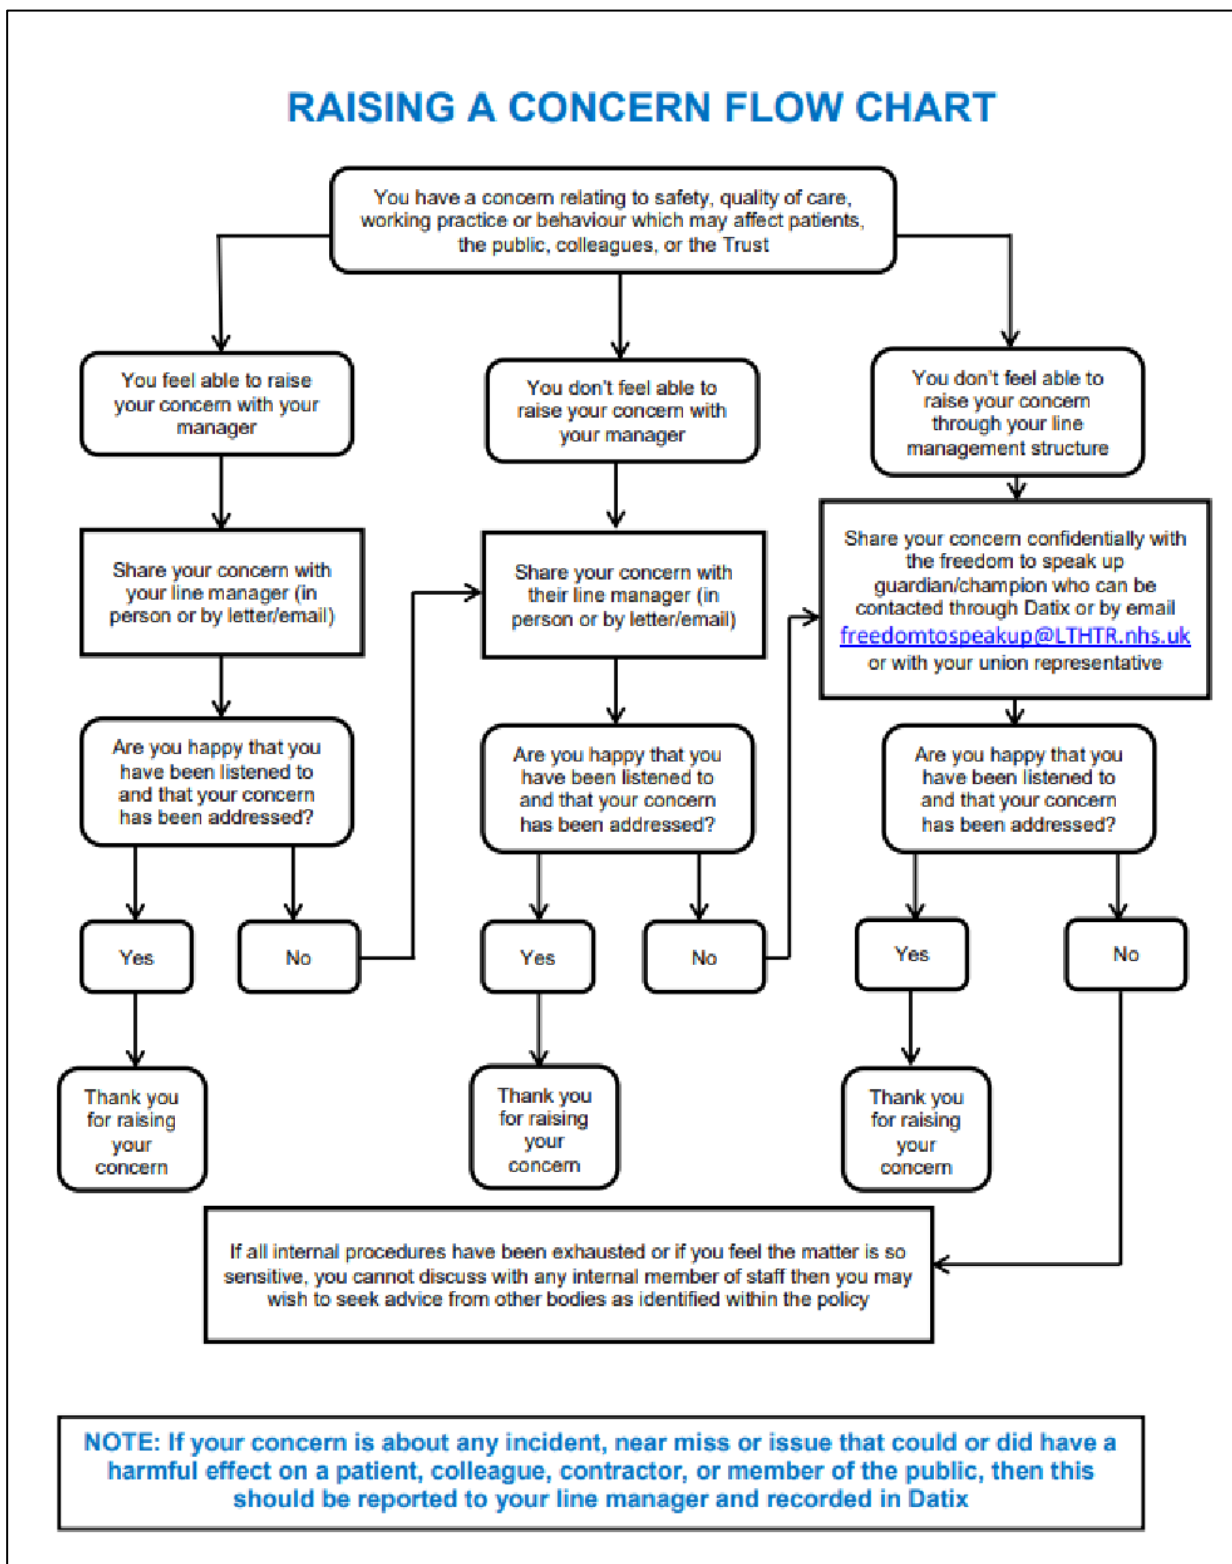 RAISING A CONCERN FLOW CHART
You have a concern relating to safety, quality of care,
working practice or behaviour which may affect patients,
the public, colleagues, or the Trust
You feel able to raise
your concern with your
manager
You don't feel able to
raise your concern with
your manager
You don't feel able to
raise your concern
through your line
management structure
Share your concern with
your line manager (in
person or by letter/email)
Share your concern with
their line manager (in
person or by letter/email)
Share your concern confidentially with
the freedom to speak up
guardian/champion who can be
contacted through Datix or by email
freedomtospeakup@LTHTR.nhs.uk
or with your union representative
Are you happy that you
have been listened to
and that your concern
has been addressed?
Are you happy that you
have been listened to
and that your concern
has been addressed?
Are you happy that you
have been listened to
and that your concern
has been addressed?
Yes
No
Yes
No
Yes
No
Thank you
for raising
your
concern
Thank you
for raising
your
concern
Thank you
for raising
your
concern
If all internal procedures have been exhausted or if you feel the matter is so
sensitive, you cannot discuss with any internal member of staff then you may
wish to seek advice from other bodies as identified within the policy
NOTE: If your concern is about any incident, near miss or issue that could or did have a
harmful effect on a patient, colleague, contractor, or member of the public, then this
should be reported to your line manager and recorded in Datix